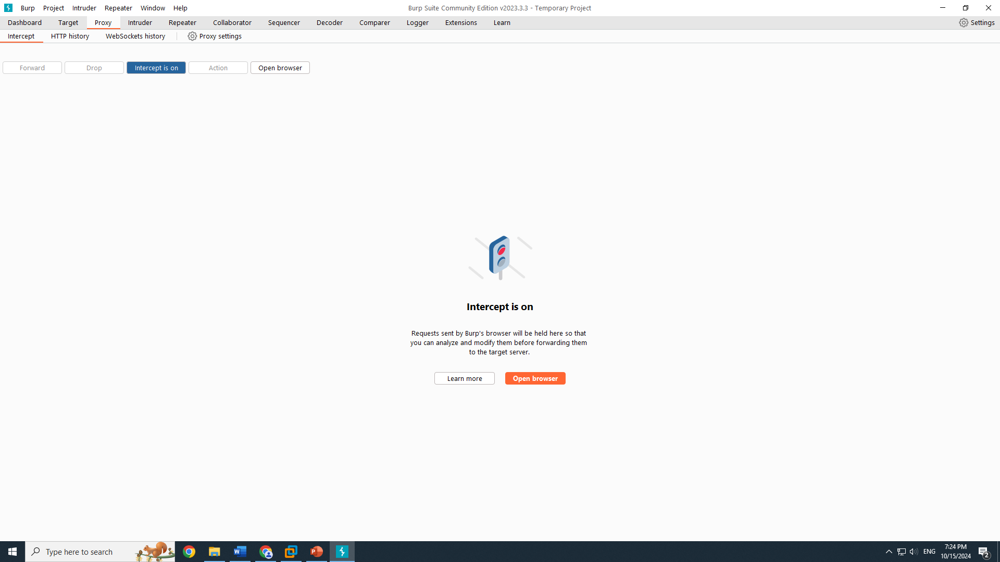 Burp Project Intruder Repeater Window Help
Burp Suite Community Edition v2023.3.3 - Temporary Project
Dashboard Target Proxy Intruder Repeater Collaborator Sequencer Decoder Comparer Logger Extensions Learn Settings
Intercept HTTP history WebSockets history Proxy settings
Forward Drop Intercept is on Action Open browser
Intercept is on
Requests sent by Burp's browser will be held here so that
you can analyze and modify them before forwarding them
to the target server.
Learn more Open browser
Type here to search
W
P
ENG
7:24 PM
10/15/2024
2